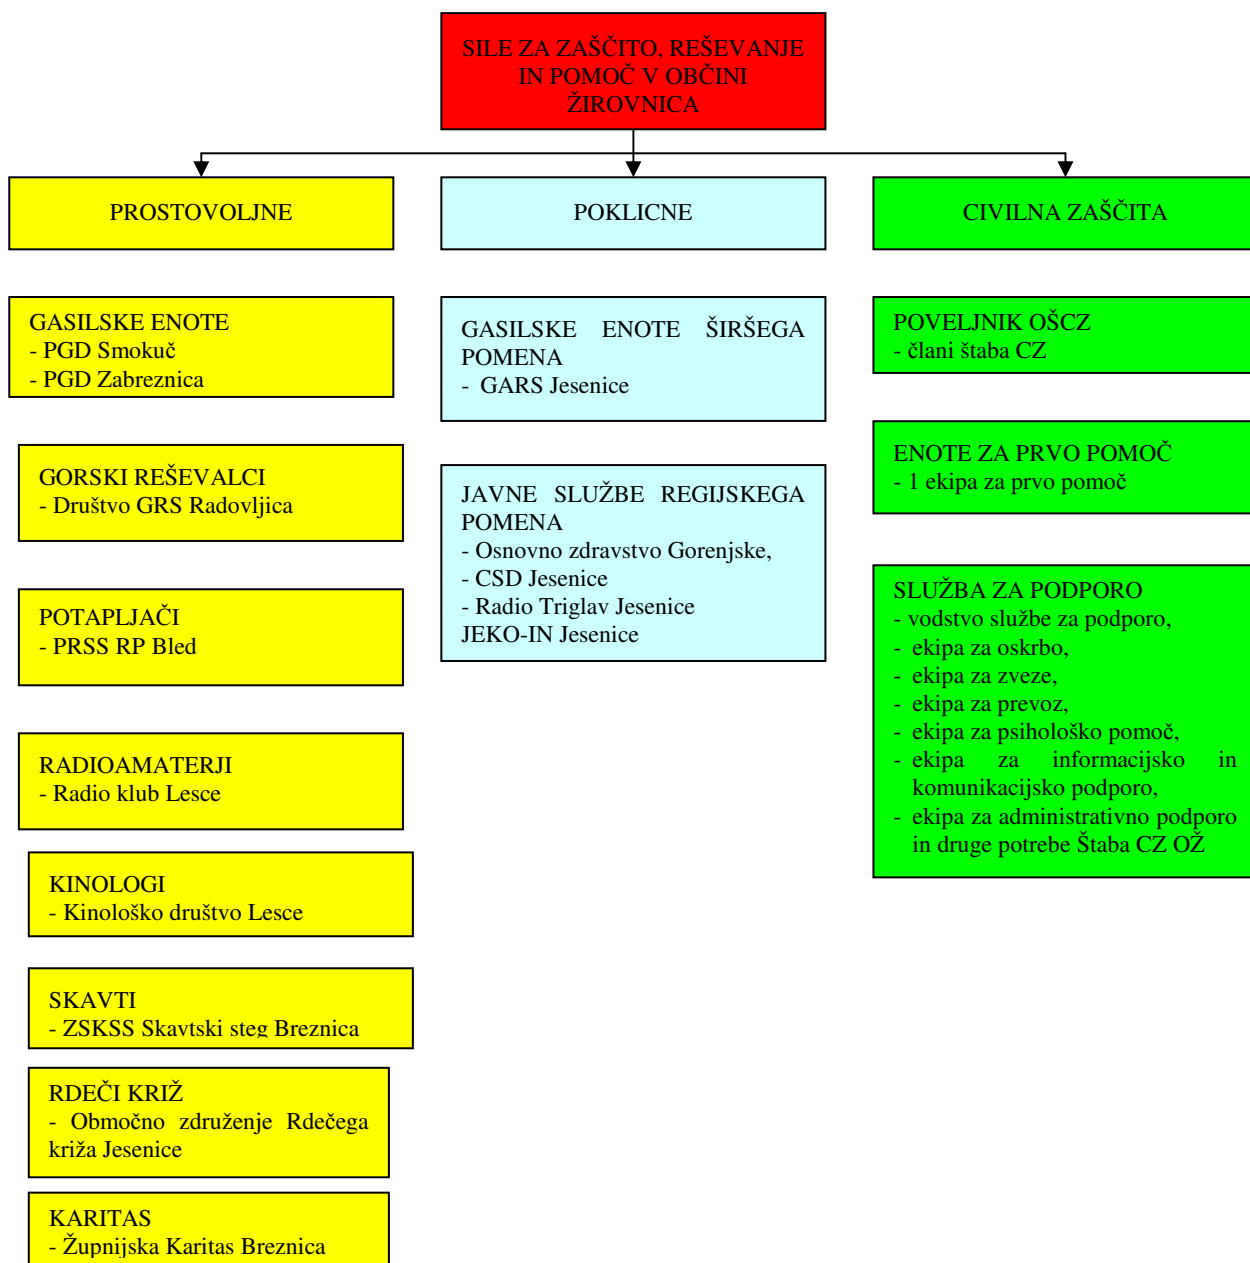 SILE ZA ZAŠČITO, REŠEVANJE
IN POMOČ V OBČINI
ŽIROVNICA
PROSTOVOLJNE
POKLICNE
CIVILNA ZAŠČITA
GASILSKE ENOTE
- PGD Smokuč
- PGD Zabreznica
GORSKI REŠEVALCI
- Društvo GRS Radovljica
POTAPLJAČI
- PRSS RP Bled
RADIOAMATERJI
- Radio klub Lesce
KINOLOGI
- Kinološko društvo Lesce
SKAVTI
- ZSKSS Skavtski steg Breznica
RDEČI KRIŽ
- Območno združenje Rdečega
križa Jesenice
KARITAS
- Župnijska Karitas Breznica
GASILSKE ENOTE ŠIRŠEGA
POMENA
- GARS Jesenice
JAVNE SLUŽBE REGIJSKEGA
POMENA
- Osnovno zdravstvo Gorenjske,
- CSD Jesenice
- Radio Triglav Jesenice
JEKO-IN Jesenice
POVELJNIK OŠCZ
- člani štaba CZ
ENOTE ZA PRVO POMOČ
- 1 ekipa za prvo pomoč
SLUŽBA ZA PODPORO
- vodstvo službe za podporo,
- ekipa za oskrbo,
- ekipa za zveze,
- ekipa za prevoz,
- ekipa za psihološko pomoč,
- ekipa za informacijsko in
komunikacijsko podporo,
- ekipa za administrativno podporo
in druge potrebe Štaba CZ OŽ